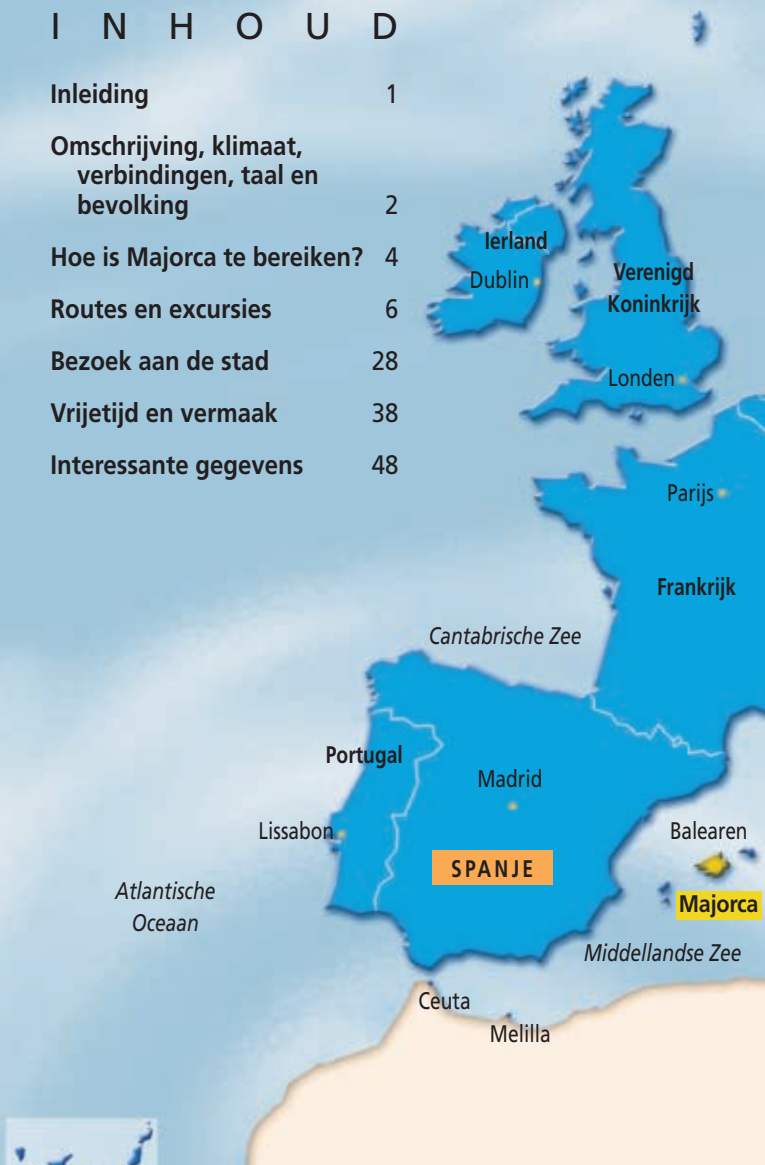 I N H O U D
Inleiding 1
Omschrijving, klimaat,
verbindingen, taal en
bevolking 2
Hoe is Majorca te bereiken? 4
Routes en excursies 6
Bezoek aan de stad 28
Vrijetijd en vermaak 38
Interessante gegevens 48
Ierland
Dublin
Verenigd
Koninkrijk
Londen
Parijs
Frankrijk
Cantabrische Zee
Portugal
Madrid
Lissabon
Balearen
SPANJE
Majorca
Atlantische
Oceaan
Middellandse Zee
Ceuta
Melilla